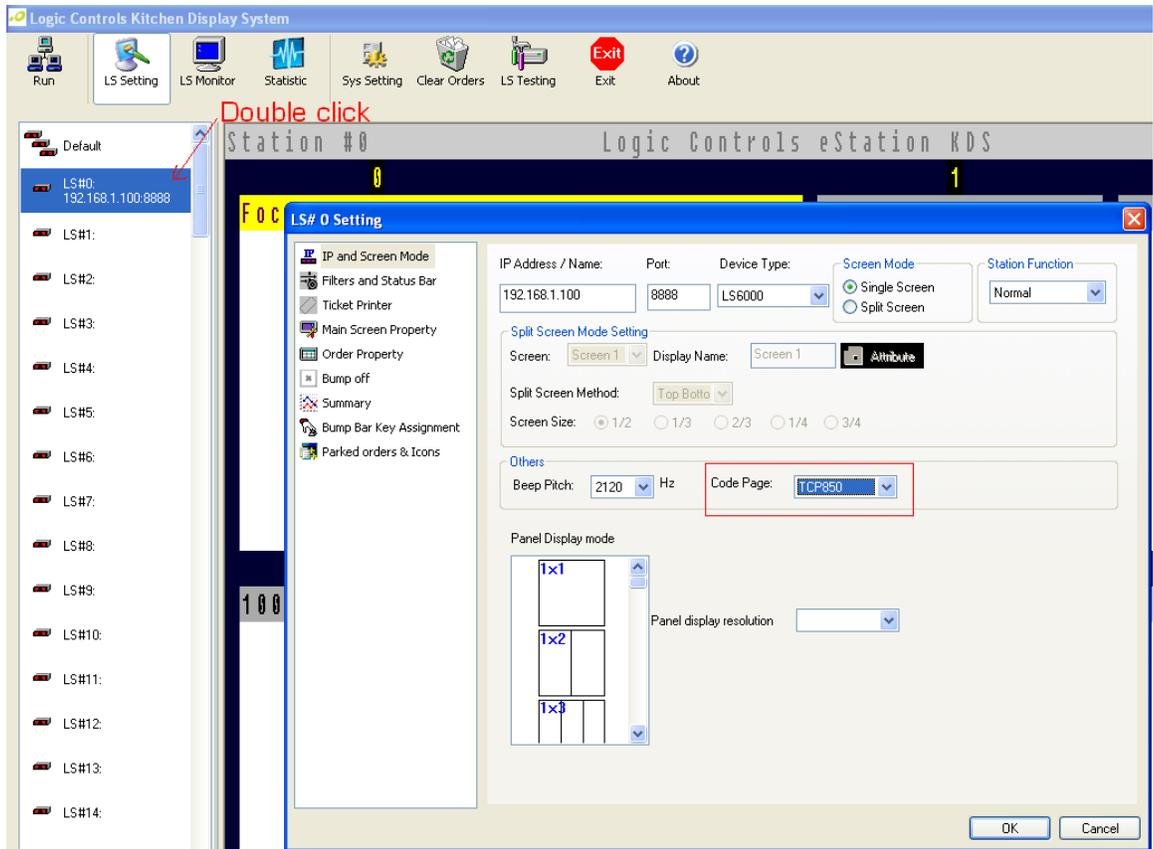 Logic Controls Kitchen Display System
Run LS Setting LS Monitor Statistic Sys Setting Clear Orders LS Testing Exit Exit About
Double click
Default
LS#0:
192.168.1.100:8888
LS#1:
LS#2:
LS#3:
LS#4:
LS#5:
LS#6:
LS#7:
LS#8:
LS#9:
LS#10:
LS#11:
LS#12:
LS#13:
LS#14:
Station #0 Logic Controls eStation KDS
0 1
Foc
100
LS# 0 Setting
IP and Screen Mode
Filters and Status Bar
Ticket Printer
Main Screen Property
Order Property
Bump off
Summary
Bump Bar Key Assignment
Parked orders & Icons
IP Address / Name: Port: Device Type: Screen Mode Station Function
192.168.1.100 8888 LS6000 Single Screen Normal
Split Screen
Split Screen Mode Setting
Screen: Screen 1 Display Name: Screen 1 Attribute
Split Screen Method: Top Botto
Screen Size: 1/2 1/3 2/3 1/4 3/4
Others
Beep Pitch: 2120 Hz Code Page: TCP850
Panel Display mode
1x1
Panel display resolution
1x2
1x3
OK Cancel